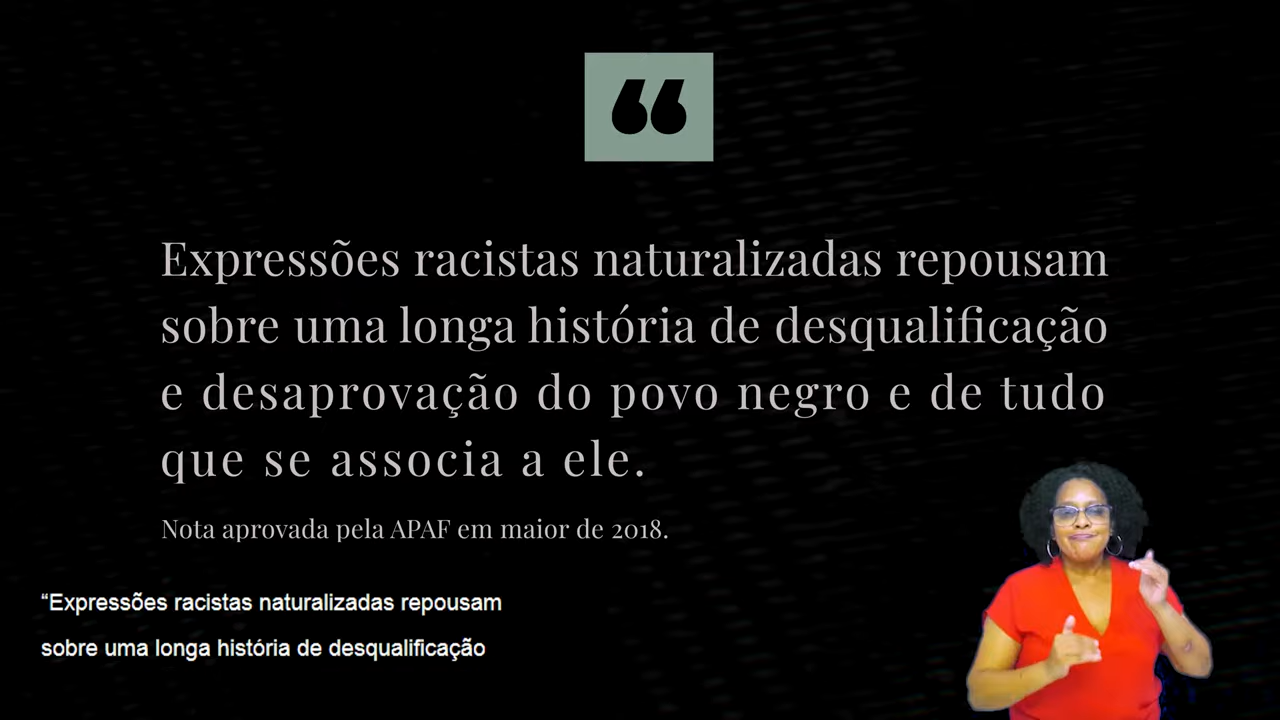 “
Expressões racistas naturalizadas repousam
sobre uma longa história de desqualificação
e desaprovação do povo negro e de tudo
que se associa a ele.
Nota aprovada pela APAF em maior de 2018.
“Expressões racistas naturalizadas repousam
sobre uma longa história de desqualificação